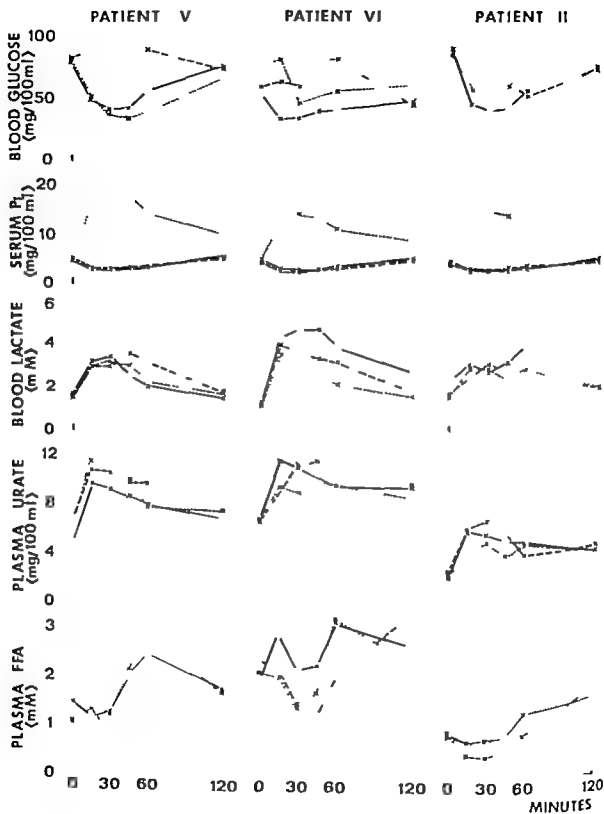 PATIENT V PATIENT VI PATIENT II
BLOOD GLUCOSE
(mg/100ml)
100
50
0
SERUM Pi
(mg/100 ml)
20
10
0
BLOOD LACTATE
(mM)
6
4
2
0
PLASMA URATE
(mg/100ml)
12
8
4
0
PLASMA FFA
(mM)
3
2
1
0
0 30 60 120 0 30 60 120 0 30 60 120
MINUTES